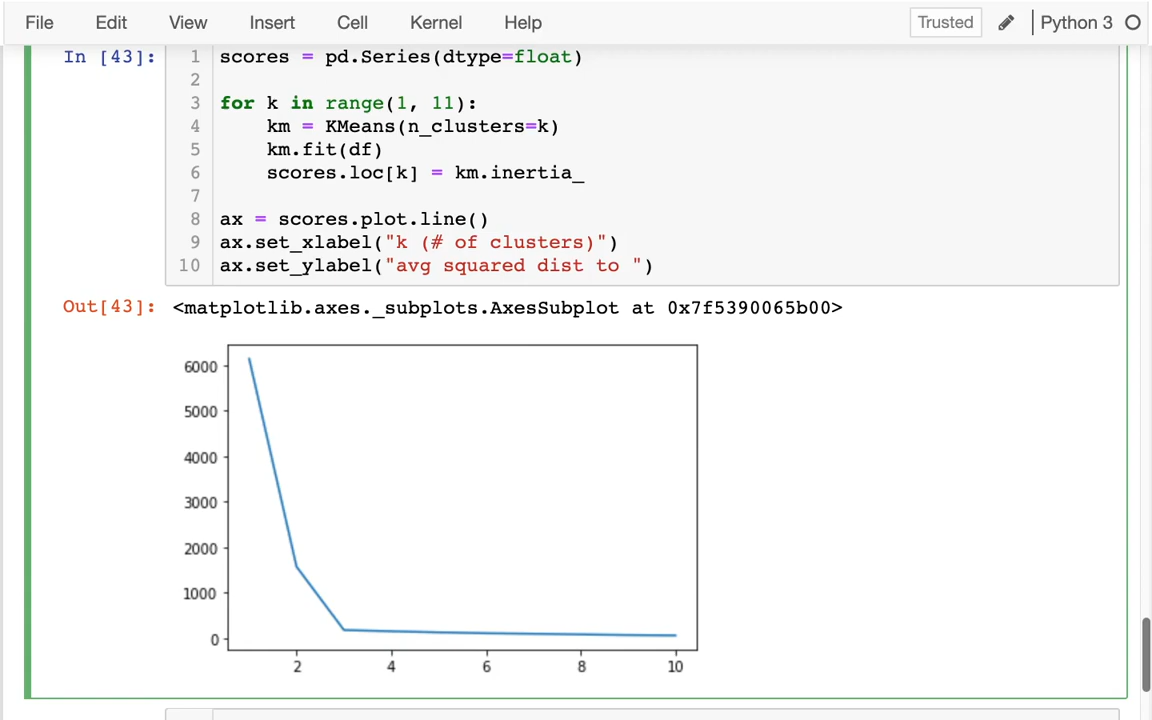 File Edit View Insert Cell Kernel Help Trusted Python 3
In [43]:
1 scores = pd.Series(dtype=float)
2
3 for k in range(1, 11):
4     km = KMeans(n_clusters=k)
5     km.fit(df)
6     scores.loc[k] = km.inertia_
7
8 ax = scores.plot.line()
9 ax.set_xlabel("k (# of clusters)")
10 ax.set_ylabel("avg squared dist to ")
Out[43]: <matplotlib.axes._subplots.AxesSubplot at 0x7f5390065b00>
6000
5000
4000
3000
2000
1000
0
2 4 6 8 10